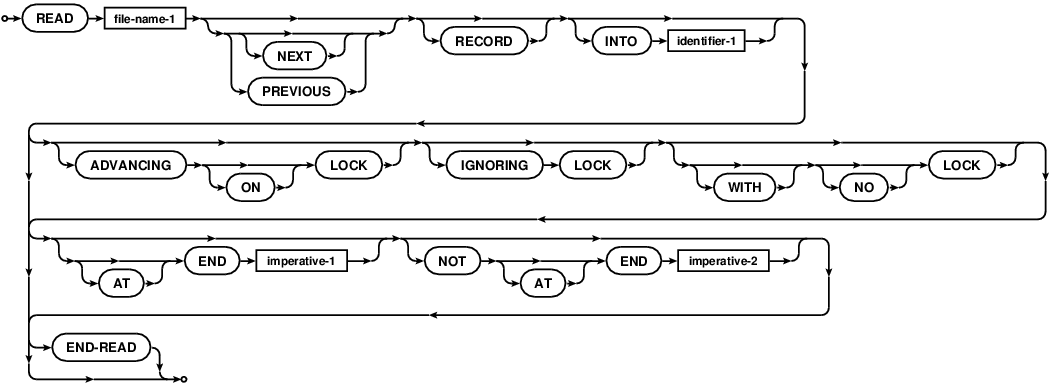 READ file-name-1 RECORD INTO identifier-1
NEXT
PREVIOUS
ADVANCING LOCK IGNORING LOCK LOCK
ON WITH NO
END imperative-1 NOT END imperative-2
AT AT
END-READ